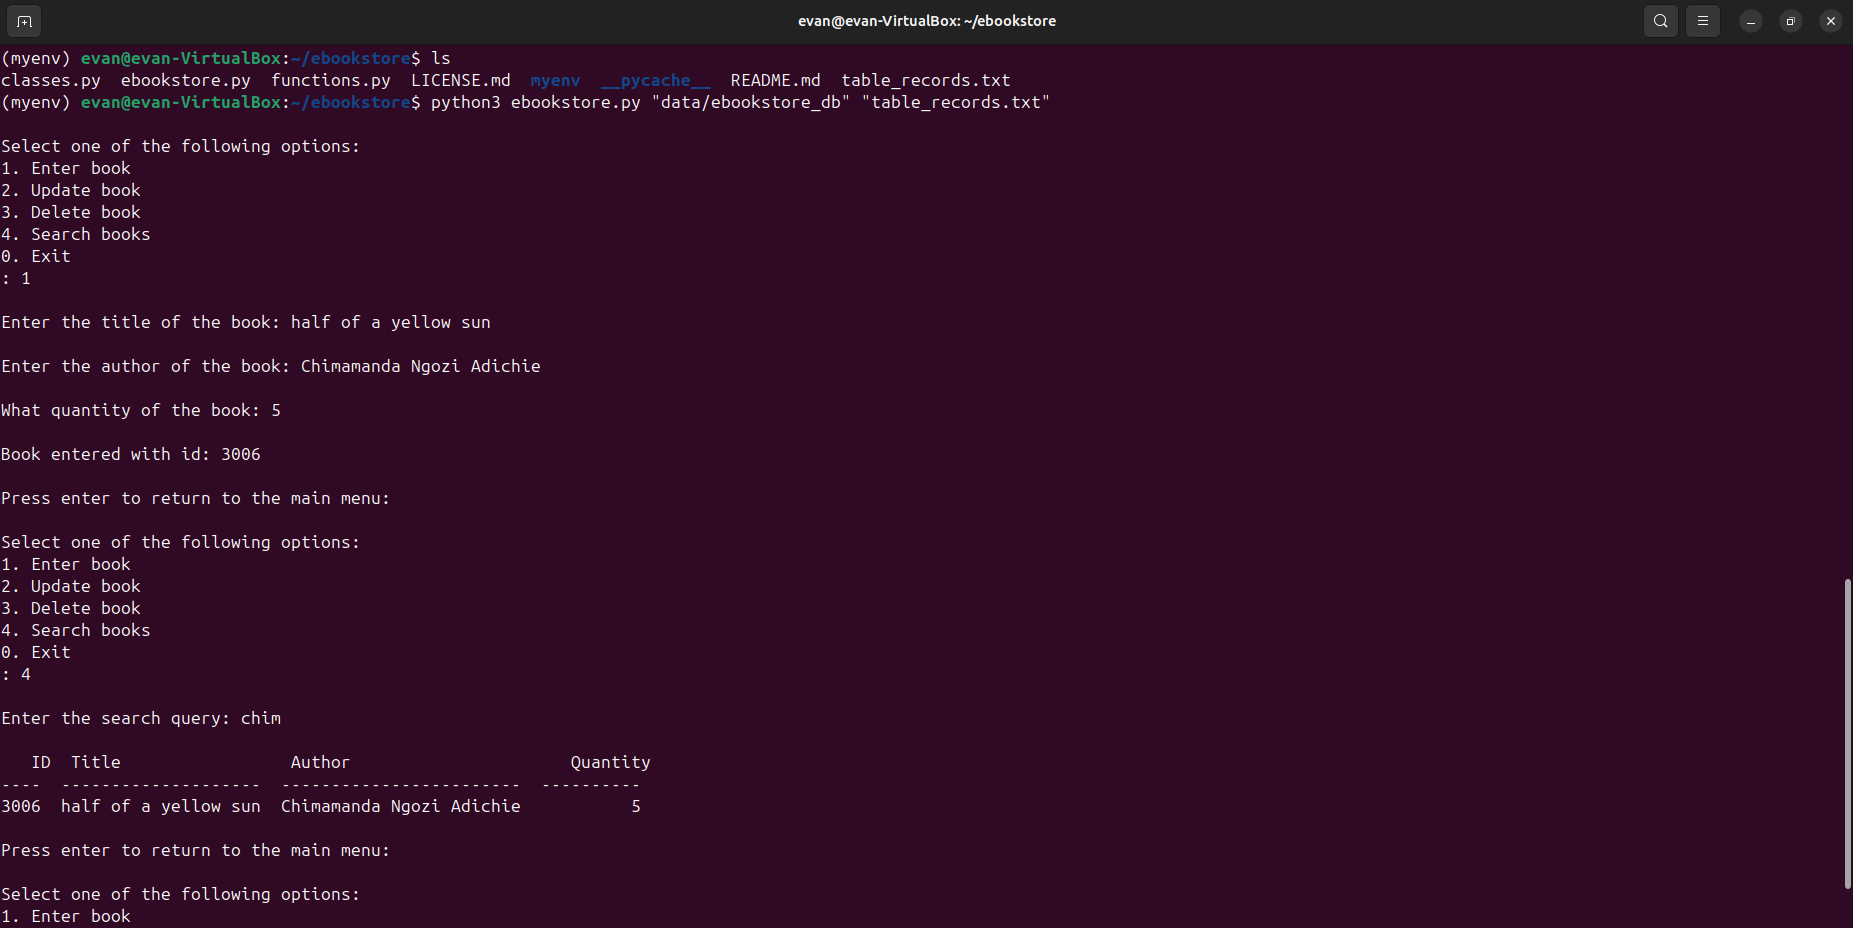 evan@evan-VirtualBox: ~/ebookstore
(myenv) evan@evan-VirtualBox:~/ebookstore$ ls
classes.py  ebookstore.py  functions.py  LICENSE.md  myenv  __pycache__  README.md  table_records.txt
(myenv) evan@evan-VirtualBox:~/ebookstore$ python3 ebookstore.py "data/ebookstore_db" "table_records.txt"
Select one of the following options:
1. Enter book
2. Update book
3. Delete book
4. Search books
0. Exit
: 1
Enter the title of the book: half of a yellow sun
Enter the author of the book: Chimamanda Ngozi Adichie
What quantity of the book: 5
Book entered with id: 3006
Press enter to return to the main menu:
Select one of the following options:
1. Enter book
2. Update book
3. Delete book
4. Search books
0. Exit
: 4
Enter the search query: chim
   ID  Title                 Author                      Quantity
----  --------------------  ------------------------  ----------
3006  half of a yellow sun  Chimamanda Ngozi Adichie           5
Press enter to return to the main menu:
Select one of the following options:
1. Enter book